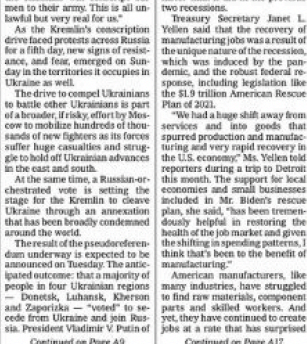 men to their army. This is all un-
lawful but very real for us."
As the Kremlin's conscription
drive faced protests across Russia
for a fifth day, new signs of resist-
ance, and fear, emerged on Sun-
day in the territories it occupies in
Ukraine as well.
The drive to compel Ukrainians
to battle other Ukrainians is part
of a broader, if risky, effort by Mos-
cow to mobilize hundreds of thou-
sands of new fighters as its forces
suffer huge casualties and strug-
gle to hold off Ukrainian advances
in the east and south.
At the same time, a Russian-or-
chestrated vote is setting the
stage for the Kremlin to cleave
Ukraine through an annexation
that has been broadly condemned
around the world.
The result of the pseudoreferen-
dum underway is expected to be
announced on Tuesday. The antic-
ipated outcome: that a majority of
people in four Ukrainian regions
— Donetsk, Luhansk, Kherson
and Zaporizka — "voted" to se-
cede from Ukraine and join Rus-
sia. President Vladimir V. Putin of
Continued on Page A9
two recessions.
Treasury Secretary Janet L.
Yellen said that the recovery of
manufacturing jobs was a result of
the unique nature of the recession,
which was induced by the pan-
demic, and the robust federal re-
sponse, including legislation like
the $1.9 trillion American Rescue
Plan of 2021.
"We had a huge shift away from
services and into goods that
spurred production and manufac-
turing and very rapid recovery in
the U.S. economy," Ms. Yellen told
reporters during a trip to Detroit
this month. The support for local
economies and small businesses
included in Mr. Biden's rescue
plan, she said, "has been tremen-
dously helpful in restoring the
health of the job market and given
the shifting in spending patterns, I
think that's been to the benefit of
manufacturing."
American manufacturers, like
many industries, have struggled
to find raw materials, component
parts and skilled workers. And
yet, they have continued to create
jobs at a rate that has surprised
Continued on Page A17